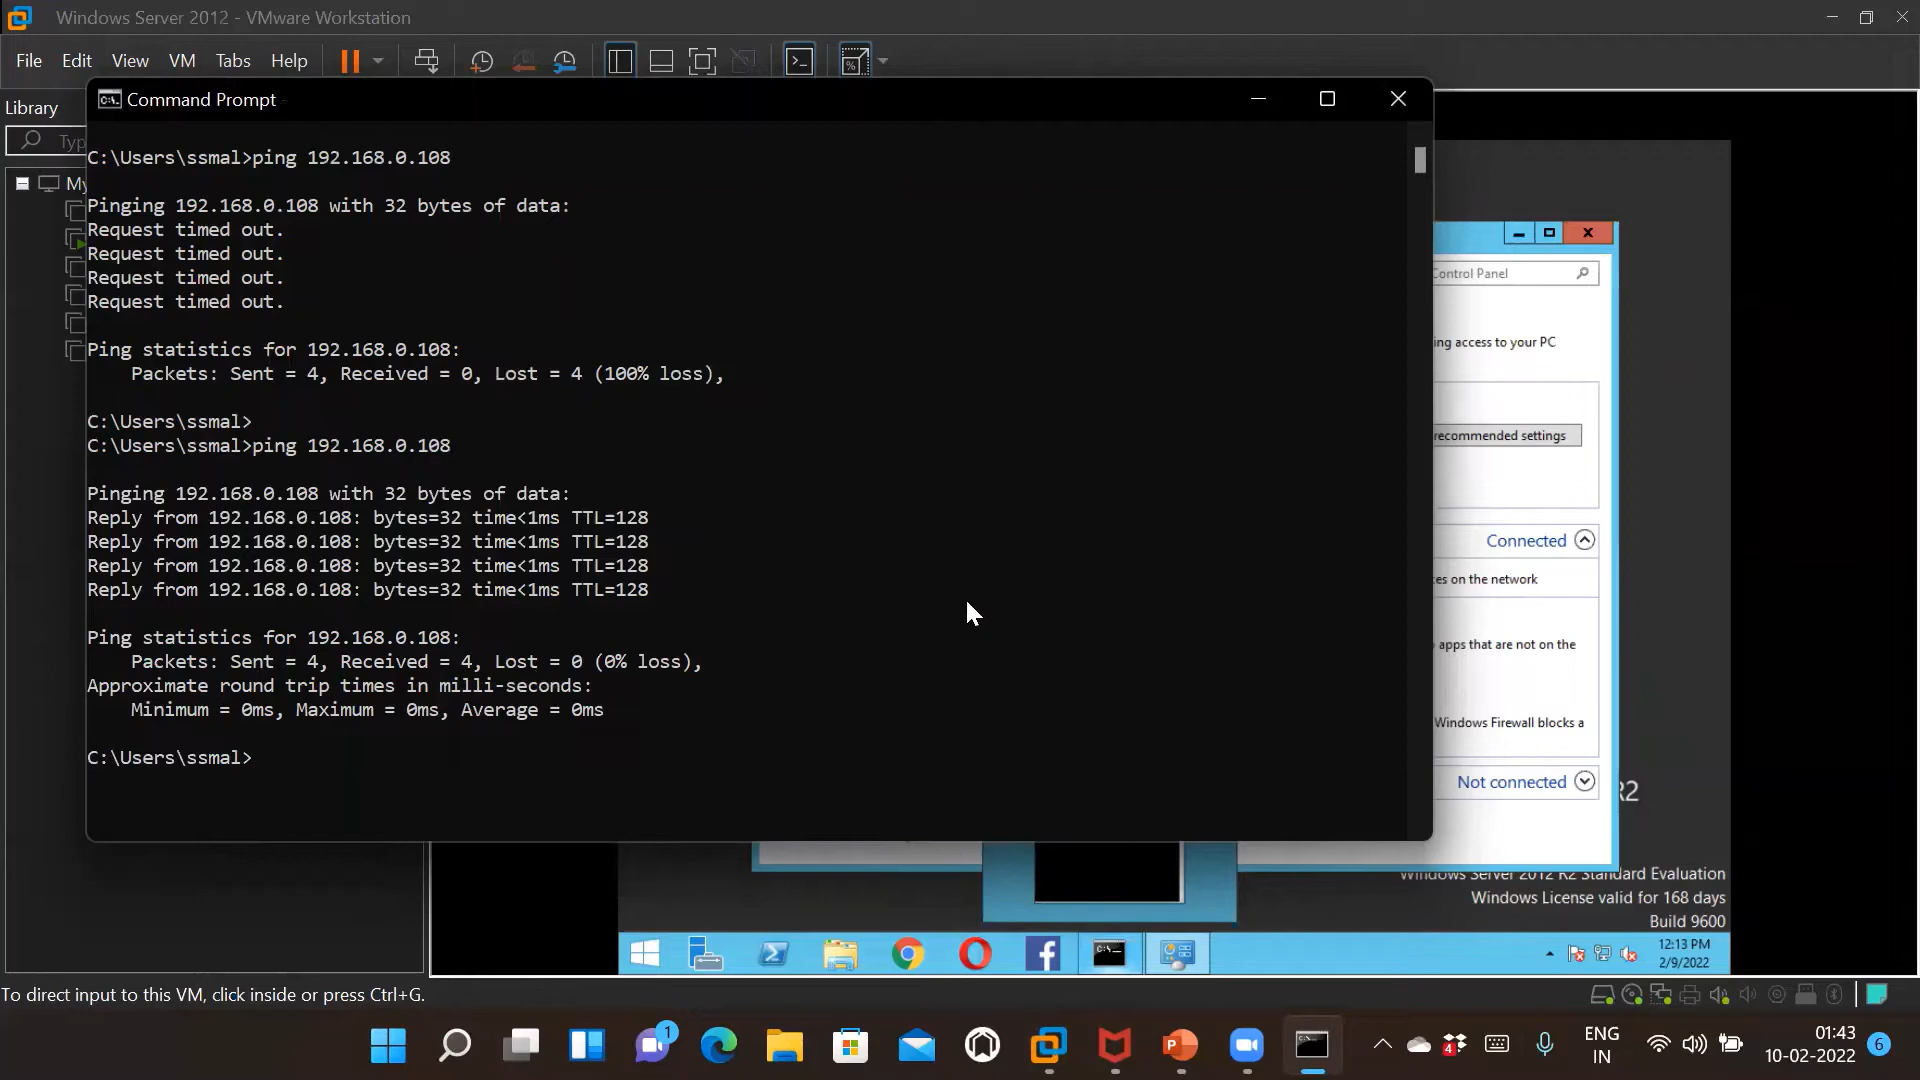 Windows Server 2012 - VMware Workstation
File Edit View VM Tabs Help
Library
Typ
My
Command Prompt
C:\Users\ssmal>ping 192.168.0.108
Pinging 192.168.0.108 with 32 bytes of data:
Request timed out.
Request timed out.
Request timed out.
Request timed out.
Ping statistics for 192.168.0.108:
Packets: Sent = 4, Received = 0, Lost = 4 (100% loss),
C:\Users\ssmal>
C:\Users\ssmal>ping 192.168.0.108
Pinging 192.168.0.108 with 32 bytes of data:
Reply from 192.168.0.108: bytes=32 time<1ms TTL=128
Reply from 192.168.0.108: bytes=32 time<1ms TTL=128
Reply from 192.168.0.108: bytes=32 time<1ms TTL=128
Reply from 192.168.0.108: bytes=32 time<1ms TTL=128
Ping statistics for 192.168.0.108:
Packets: Sent = 4, Received = 4, Lost = 0 (0% loss),
Approximate round trip times in milli-seconds:
Minimum = 0ms, Maximum = 0ms, Average = 0ms
C:\Users\ssmal>
Control Panel
ing access to your PC
recommended settings
Connected
es on the network
apps that are not on the
Windows Firewall blocks a
Not connected
R2
Windows Server 2012 R2 Standard Evaluation
Windows License valid for 168 days
Build 9600
12:13 PM
2/9/2022
To direct input to this VM, click inside or press Ctrl+G.
1
4
ENG
IN
01:43
10-02-2022
6